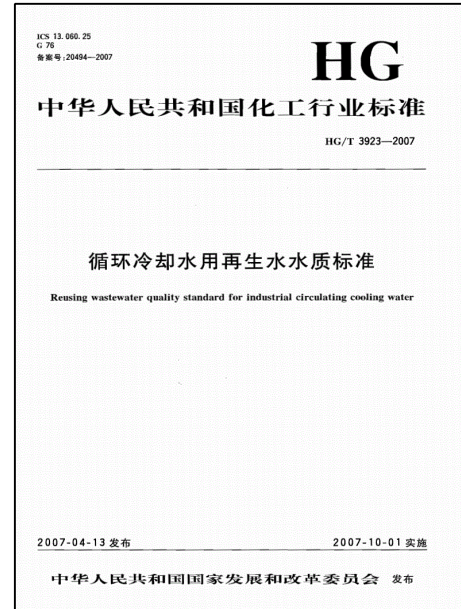 ICS 13.060.25
G 76
备案号:20494—2007
HG
中华人民共和国化工行业标准
HG/T 3923—2007
循环冷却水用再生水水质标准
Reusing wastewater quality standard for industrial circulating cooling water
2007-04-13 发布
2007-10-01 实施
中华人民共和国国家发展和改革委员会 发布